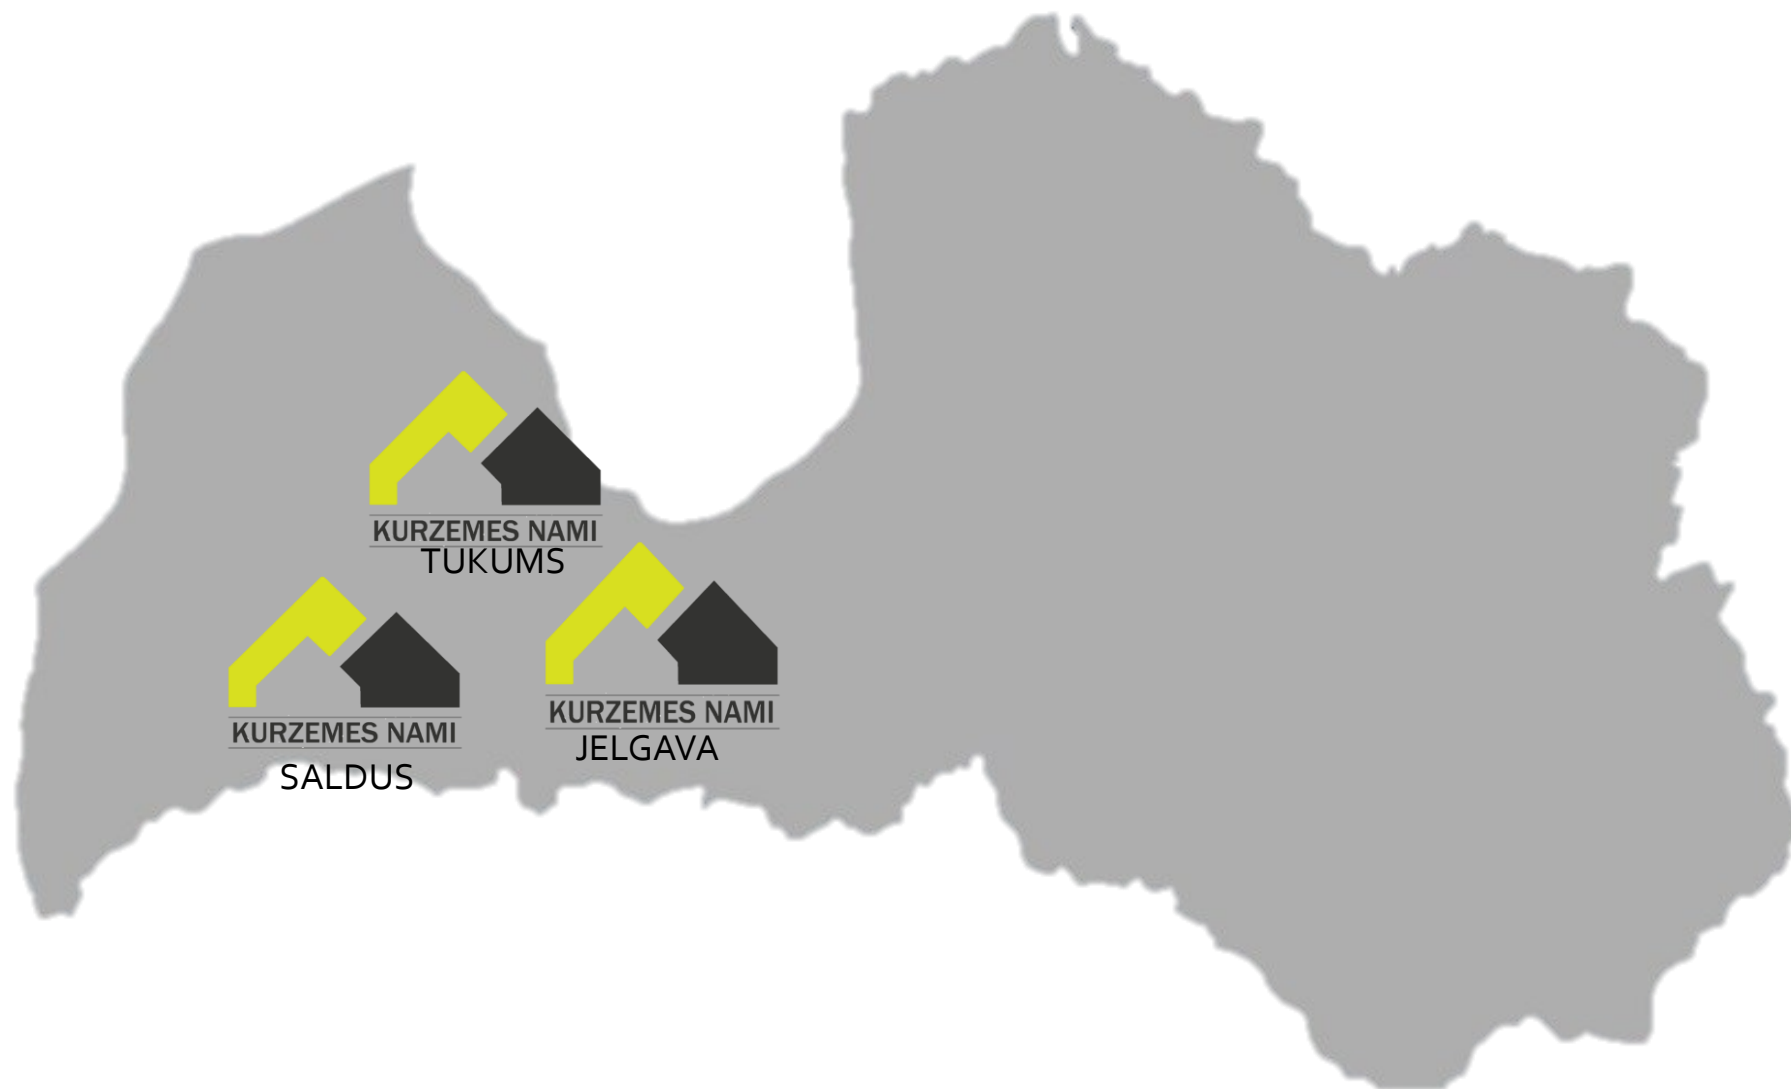 KURZEMES NAMI
TUKUMS
KURZEMES NAMI
JELGAVA
KURZEMES NAMI
SALDUS